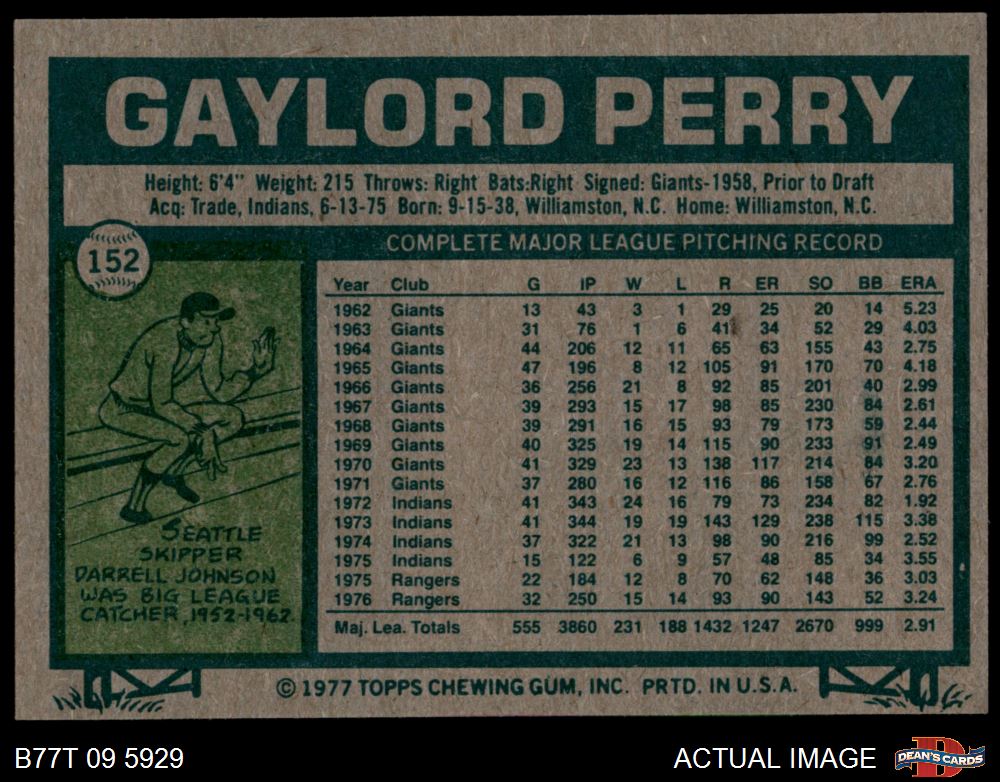 GAYLORD PERRY
Height: 6'4" Weight: 215 Throws: Right Bats:Right Signed: Giants-1958, Prior to Draft
Acq: Trade, Indians, 6-13-75 Born: 9-15-38, Williamston, N.C. Home: Williamston, N.C.
152
COMPLETE MAJOR LEAGUE PITCHING RECORD
Year Club G IP W L R ER SO BB ERA
1962 Giants 13 43 3 1 29 25 20 14 5.23
1963 Giants 31 76 1 6 41 34 52 29 4.03
1964 Giants 44 206 12 11 65 63 155 43 2.75
1965 Giants 47 196 8 12 105 91 170 70 4.18
1966 Giants 36 256 21 8 92 85 201 40 2.99
1967 Giants 39 293 15 17 98 85 230 84 2.61
1968 Giants 39 291 16 15 93 79 173 59 2.44
1969 Giants 40 325 19 14 115 90 233 91 2.49
1970 Giants 41 329 23 13 138 117 214 84 3.20
1971 Giants 37 280 16 12 116 86 158 67 2.76
1972 Indians 41 343 24 16 79 73 234 82 1.92
1973 Indians 41 344 19 19 143 129 238 115 3.38
1974 Indians 37 322 21 13 98 90 216 99 2.52
1975 Indians 15 122 6 9 57 48 85 34 3.55
1975 Rangers 22 184 12 8 70 62 148 36 3.03
1976 Rangers 32 250 15 14 93 90 143 52 3.24
Maj. Lea. Totals 555 3860 231 188 1432 1247 2670 999 2.91
SEATTLE
SKIPPER
DARRELL JOHNSON
WAS BIG LEAGUE
CATCHER, 1952-1962.
© 1977 TOPPS CHEWING GUM, INC. PRTD. IN U.S.A.
B77T 09 5929
ACTUAL IMAGE
D
DEAN'S CARDS